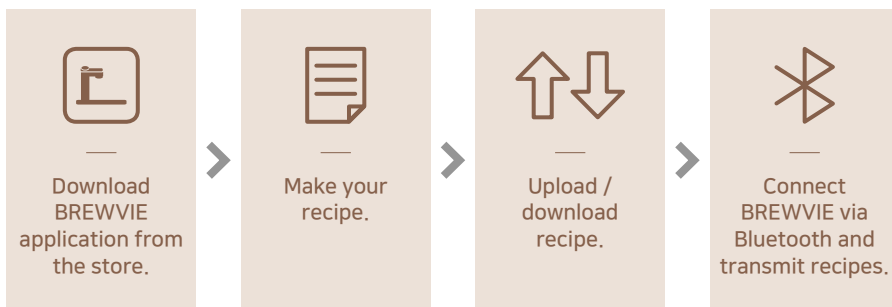 Download
BREWVIE
application from
the store.
Make your
recipe.
Upload /
download
recipe.
Connect
BREWVIE via
Bluetooth and
transmit recipes.